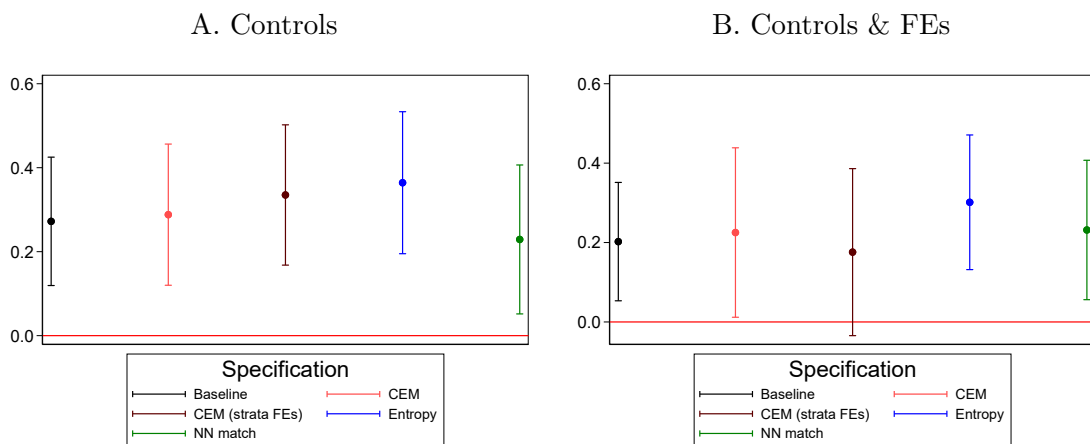 A. Controls
0.6
0.4
0.2
0.0
Specification
Baseline
CEM
CEM (strata FEs)
Entropy
NN match
B. Controls & FEs
0.6
0.4
0.2
0.0
Specification
Baseline
CEM
CEM (strata FEs)
Entropy
NN match